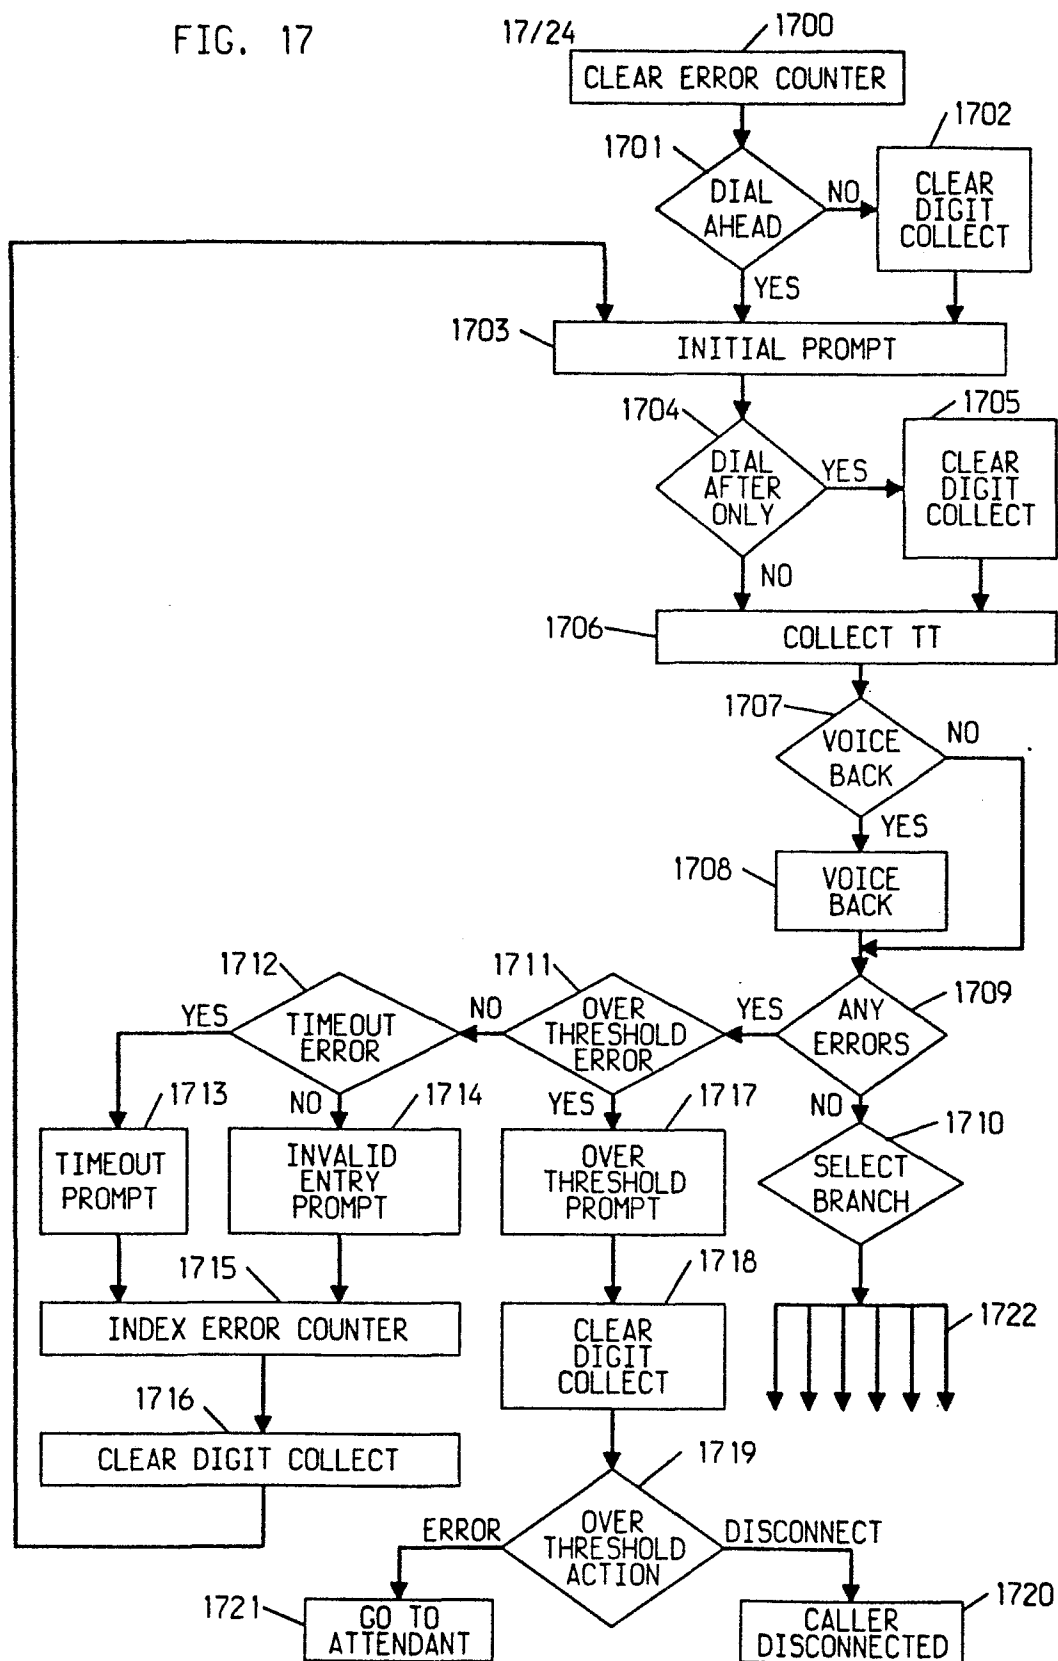 FIG. 17
17/24
1700
CLEAR ERROR COUNTER
1701
DIAL
AHEAD
NO
YES
1702
CLEAR
DIGIT
COLLECT
1703
INITIAL PROMPT
1704
DIAL
AFTER
ONLY
YES
NO
1705
CLEAR
DIGIT
COLLECT
1706
COLLECT TT
1707
VOICE
BACK
NO
YES
1708
VOICE
BACK
1709
ANY
ERRORS
YES
NO
1710
SELECT
BRANCH
1722
1711
OVER
THRESHOLD
ERROR
NO
YES
1712
TIMEOUT
ERROR
YES
NO
1713
TIMEOUT
PROMPT
1714
INVALID
ENTRY
PROMPT
1715
INDEX ERROR COUNTER
1716
CLEAR DIGIT COLLECT
1717
OVER
THRESHOLD
PROMPT
1718
CLEAR
DIGIT
COLLECT
1719
OVER
THRESHOLD
ACTION
ERROR
DISCONNECT
1721
GO TO
ATTENDANT
1720
CALLER
DISCONNECTED